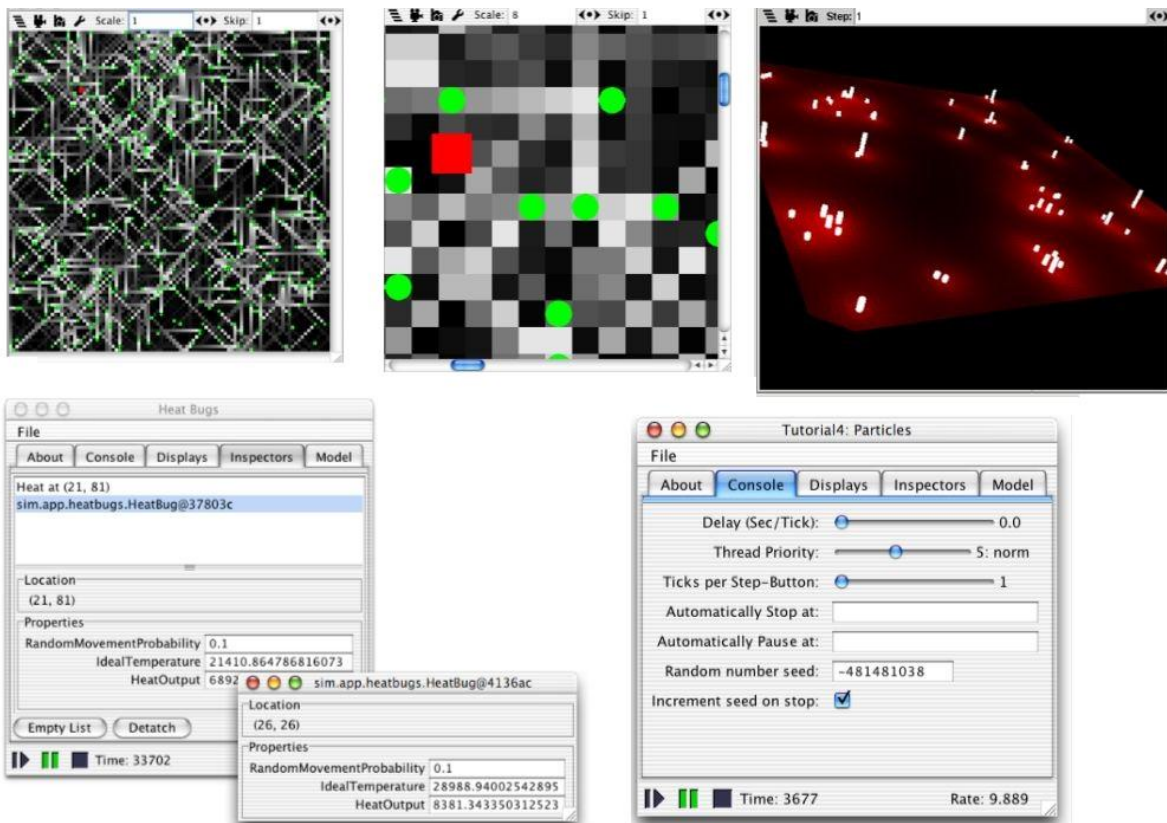 Scale: 1 Skip: 1
Scale: 8 Skip: 1
Step: 1
Heat Bugs
File
About Console Displays Inspectors Model
Heat at (21, 81)
sim.app.heatbugs.HeatBug@37803c
Location
(21, 81)
Properties
RandomMovementProbability 0.1
IdealTemperature 21410.864786816073
HeatOutput 6892
Empty List Detatch
Time: 33702
sim.app.heatbugs.HeatBug@4136ac
Location
(26, 26)
Properties
RandomMovementProbability 0.1
IdealTemperature 28988.94002542895
HeatOutput 8381.343350312523
Tutorial4: Particles
File
About Console Displays Inspectors Model
Delay (Sec/Tick): 0.0
Thread Priority: 5: norm
Ticks per Step-Button: 1
Automatically Stop at:
Automatically Pause at:
Random number seed: -481481038
Increment seed on stop:
Time: 3677 Rate: 9.889